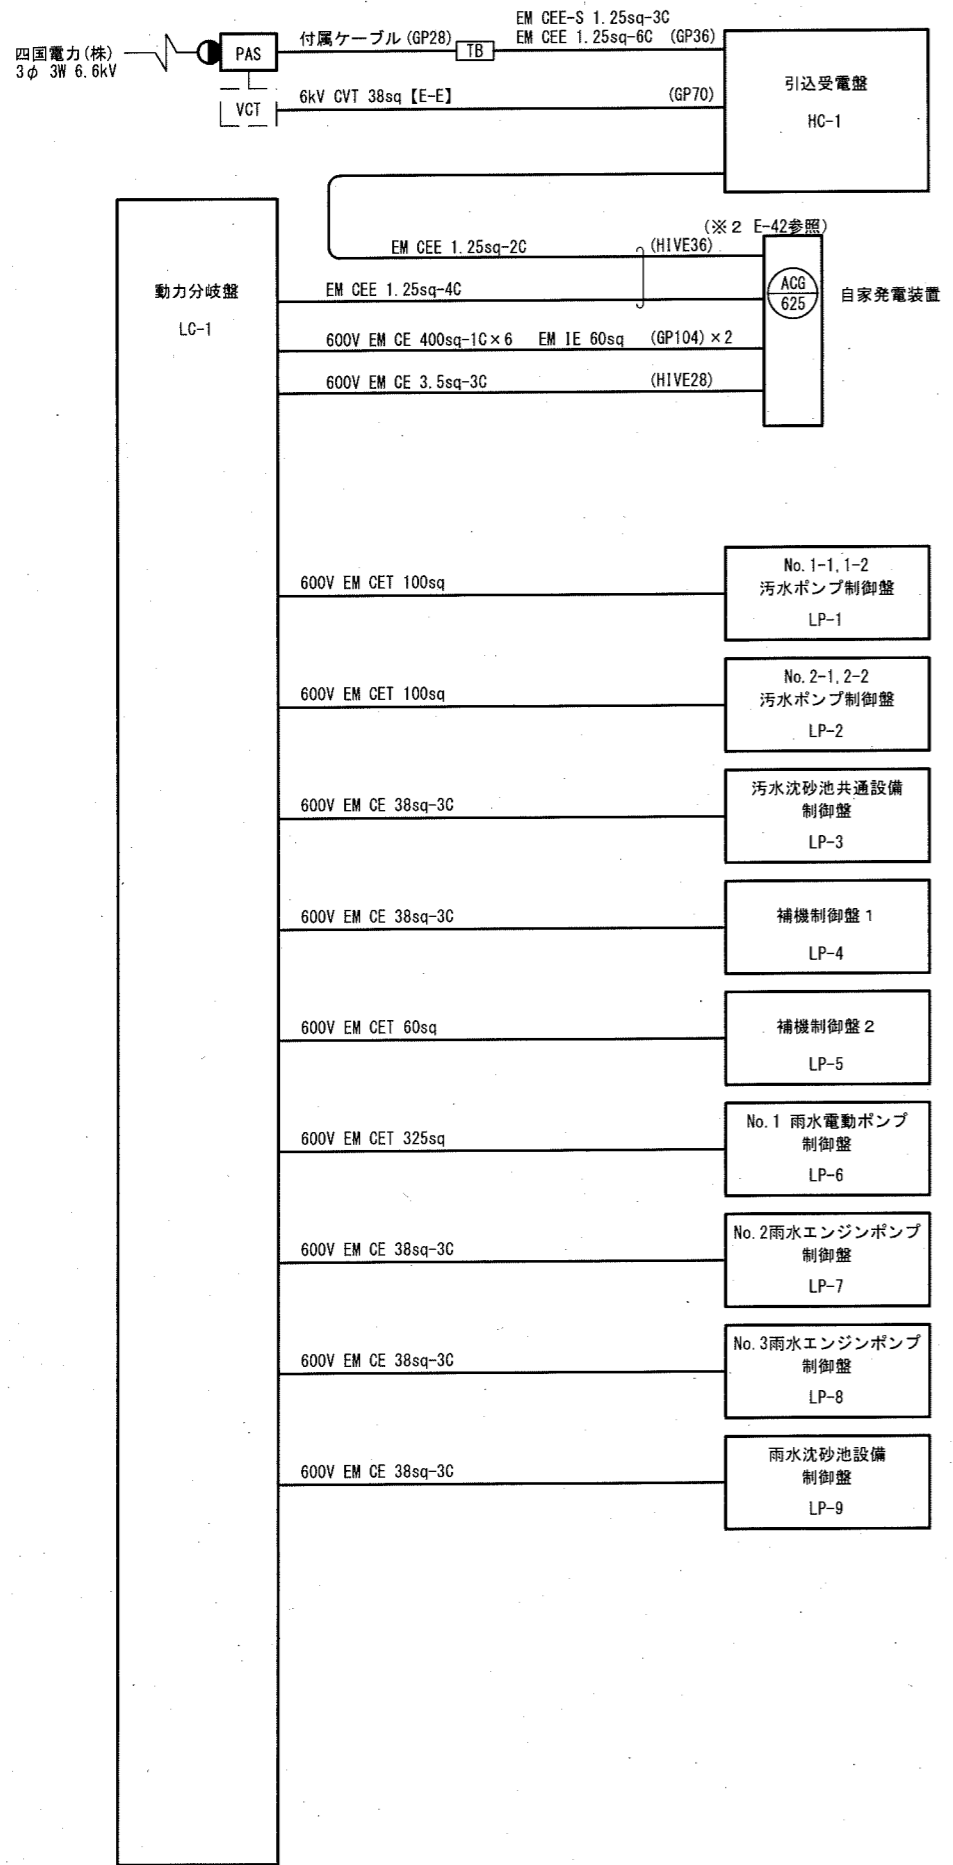 EM CEE-S 1.25sq-3C
四国電力(株)
3φ 3W 6.6kV
PAS
付属ケーブル(GP28)
TB
EM CEE 1.25sq-6C (GP36)
VCT
6kV CVT 38sq【E-E】 (GP70)
引込受電盤
HC-1
(※2 E-42参照)
EM CEE 1.25sq-2C (HIVE36)
動力分岐盤
LC-1
EM CEE 1.25sq-4C
ACG
625
自家発電装置
600V EM CE 400sq-1C×6 EM IE 60sq (GP104)×2
600V EM CE 3.5sq-3C (HIVE28)
600V EM CET 100sq
No.1-1,1-2
汚水ポンプ制御盤
LP-1
600V EM CET 100sq
No.2-1,2-2
汚水ポンプ制御盤
LP-2
600V EM CE 38sq-3C
汚水沈砂池共通設備
制御盤
LP-3
600V EM CE 38sq-3C
補機制御盤1
LP-4
600V EM CET 60sq
補機制御盤2
LP-5
600V EM CET 325sq
No.1 雨水電動ポンプ
制御盤
LP-6
600V EM CE 38sq-3C
No.2雨水エンジンポンプ
制御盤
LP-7
600V EM CE 38sq-3C
No.3雨水エンジンポンプ
制御盤
LP-8
600V EM CE 38sq-3C
雨水沈砂池設備
制御盤
LP-9